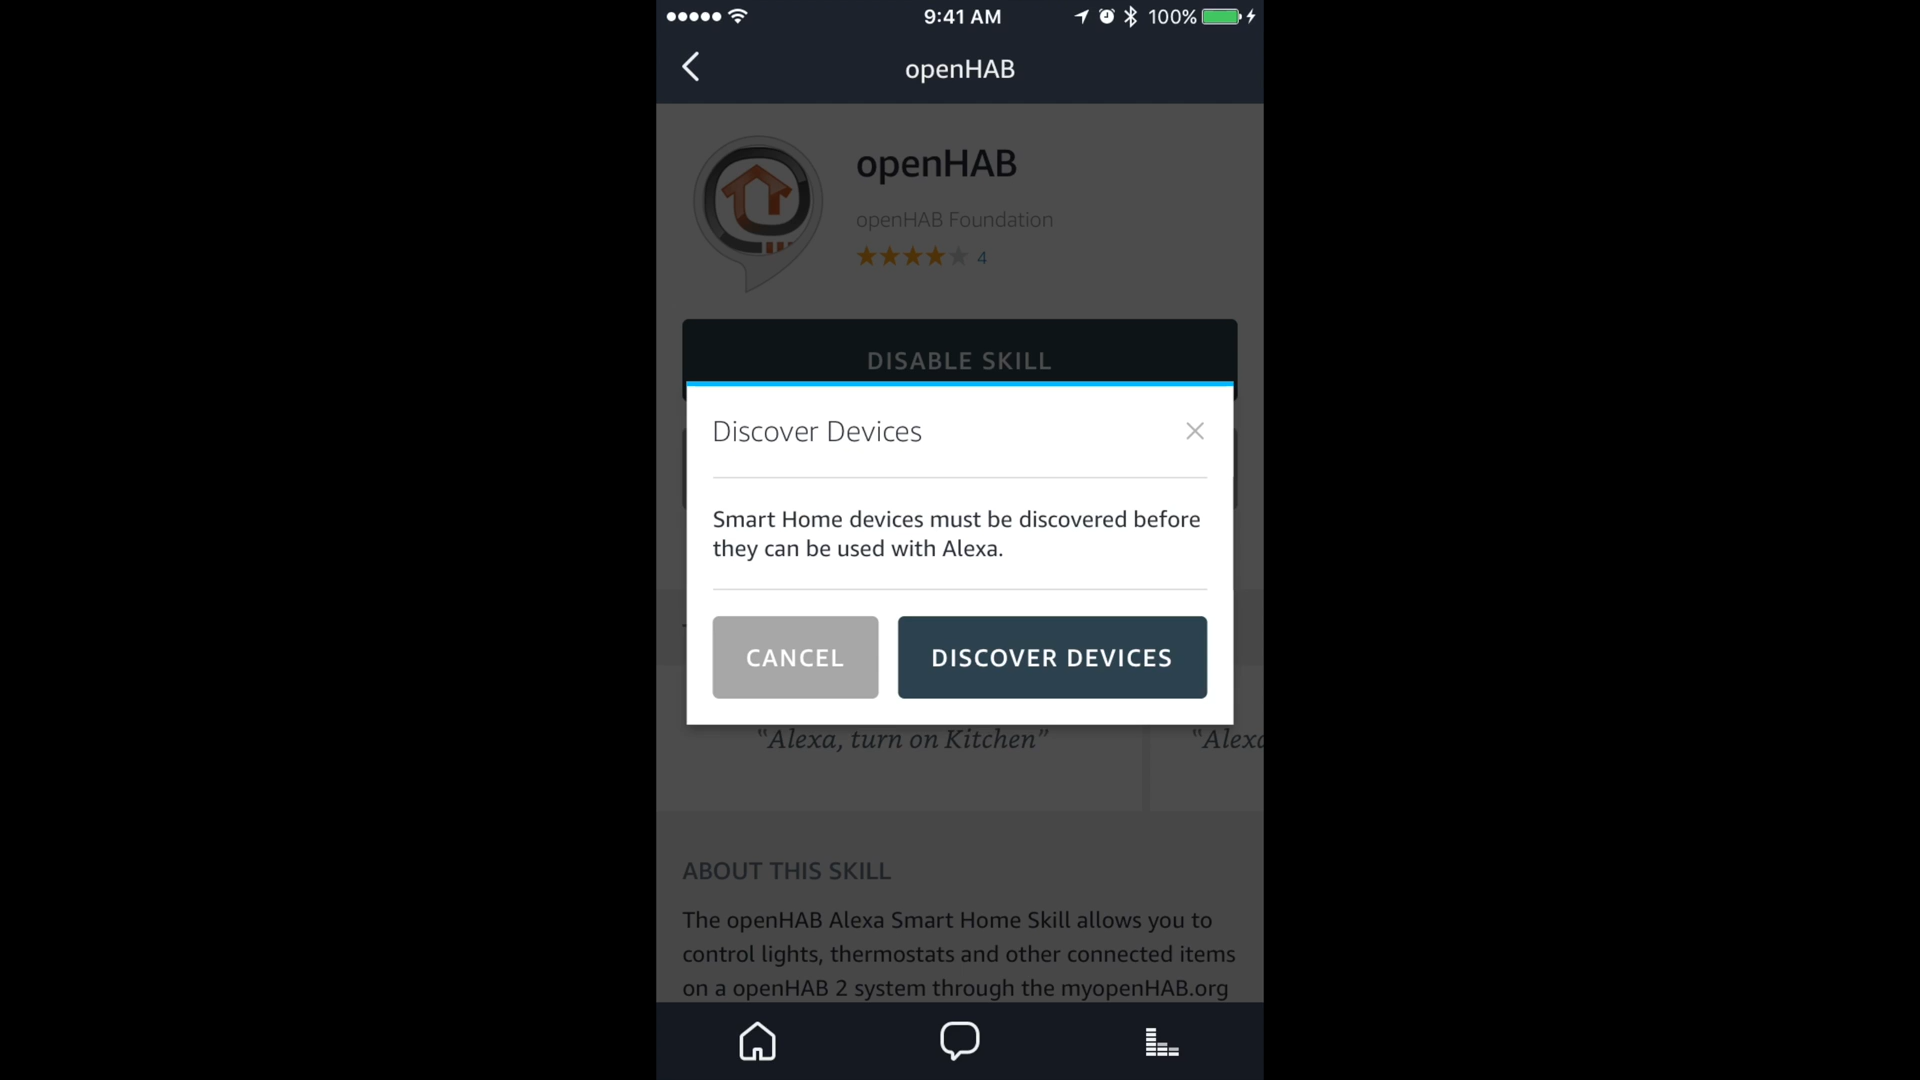 9:41 AM
100%
openHAB
openHAB
openHAB Foundation
4
DISABLE SKILL
Discover Devices
Smart Home devices must be discovered before
they can be used with Alexa.
CANCEL
DISCOVER DEVICES
“Alexa, turn on Kitchen”
“Alexa
ABOUT THIS SKILL
The openHAB Alexa Smart Home Skill allows you to
control lights, thermostats and other connected items
on a openHAB 2 system through the myopenHAB.org